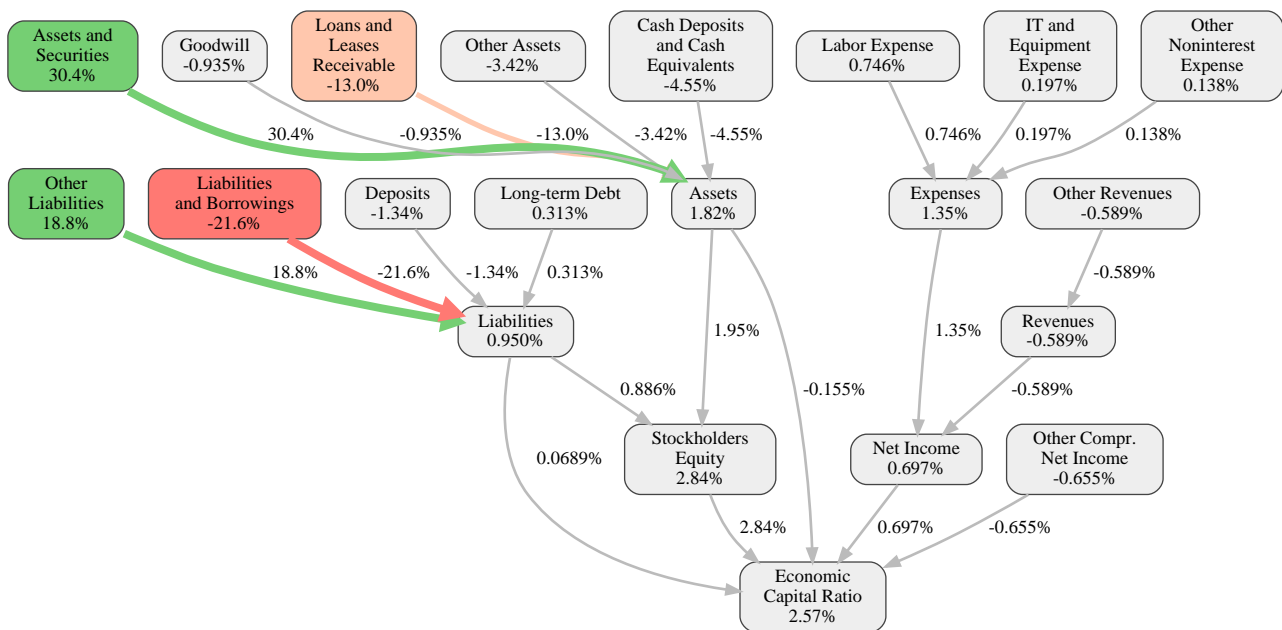 Assets and
Securities
30.4%
Goodwill
-0.935%
Loans and
Leases
Receivable
-13.0%
Other Assets
-3.42%
Cash Deposits
and Cash
Equivalents
-4.55%
Labor Expense
0.746%
IT and
Equipment
Expense
0.197%
Other
Noninterest
Expense
0.138%
30.4%
-0.935%
-13.0%
-3.42%
-4.55%
0.746%
0.197%
0.138%
Other
Liabilities
18.8%
Liabilities
and Borrowings
-21.6%
Deposits
-1.34%
Long-term Debt
0.313%
Assets
1.82%
Expenses
1.35%
Other Revenues
-0.589%
18.8%
-21.6%
-1.34%
0.313%
-0.589%
Liabilities
0.950%
1.95%
1.35%
Revenues
-0.589%
0.886%
-0.155%
-0.589%
0.0689%
Stockholders
Equity
2.84%
Net Income
0.697%
Other Compr.
Net Income
-0.655%
2.84%
0.697%
-0.655%
Economic
Capital Ratio
2.57%